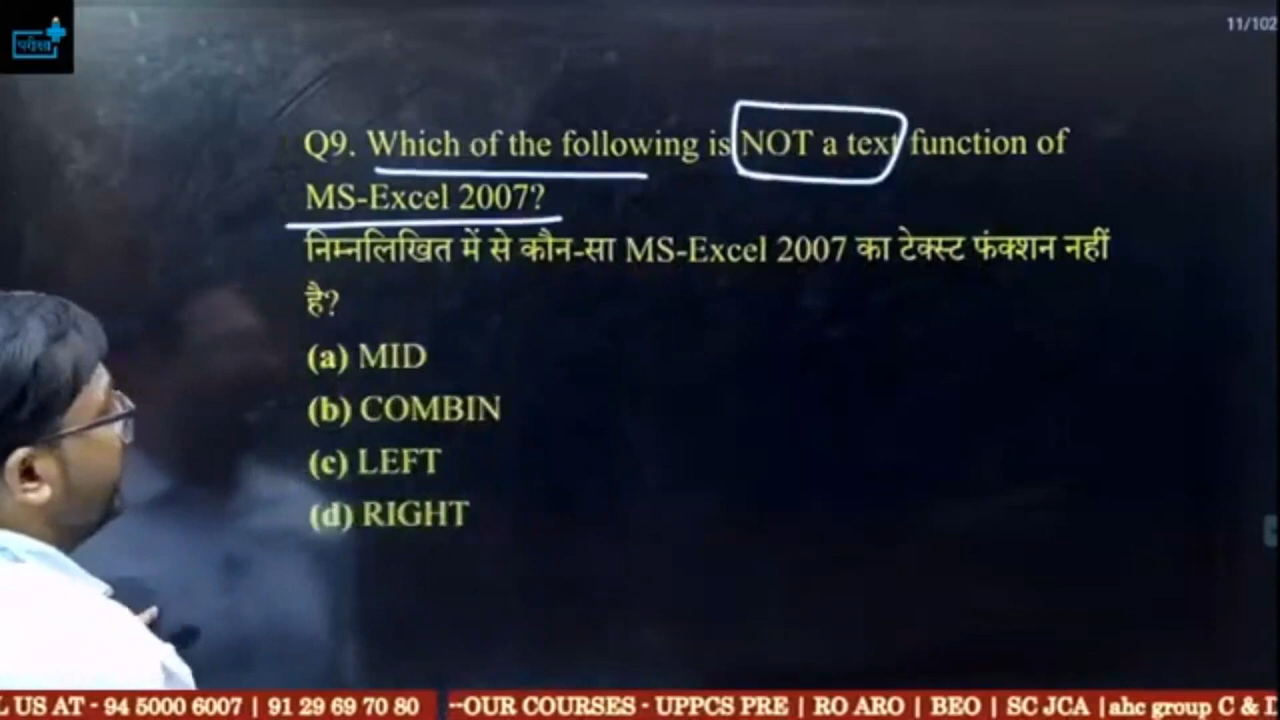 परीक्षा
11/102
Q9. Which of the following is NOT a text function of
MS-Excel 2007?
निम्नलिखित में से कौन-सा MS-Excel 2007 का टेक्स्ट फंक्शन नहीं
है?
(a) MID
(b) COMBIN
(c) LEFT
(d) RIGHT
L US AT - 94 5000 6007 | 91 29 69 70 80 --OUR COURSES - UPPCS PRE | RO ARO | BEO | SC JCA | ahc group C &